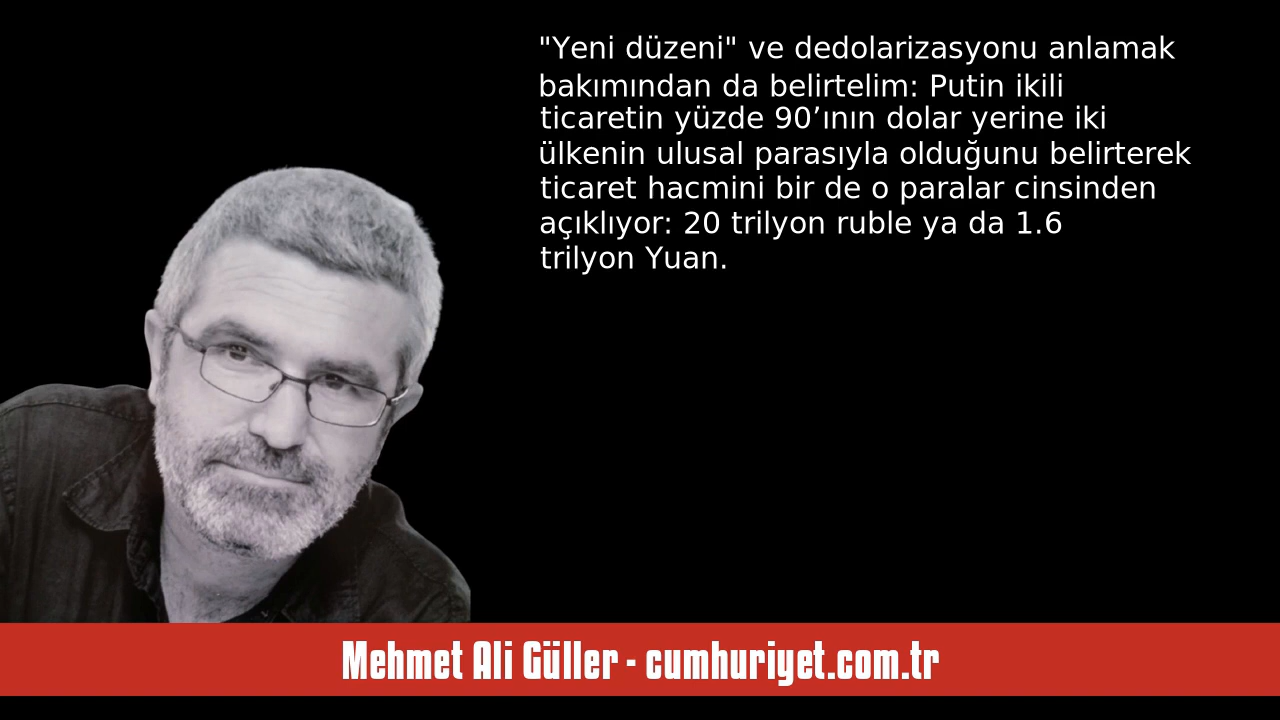 "Yeni düzeni" ve dedolarizasyonu anlamak
bakımından da belirtelim: Putin ikili
ticaretin yüzde 90’ının dolar yerine iki
ülkenin ulusal parasıyla olduğunu belirterek
ticaret hacmini bir de o paralar cinsinden
açıklıyor: 20 trilyon ruble ya da 1.6
trilyon Yuan.
Mehmet Ali Güller - cumhuriyet.com.tr